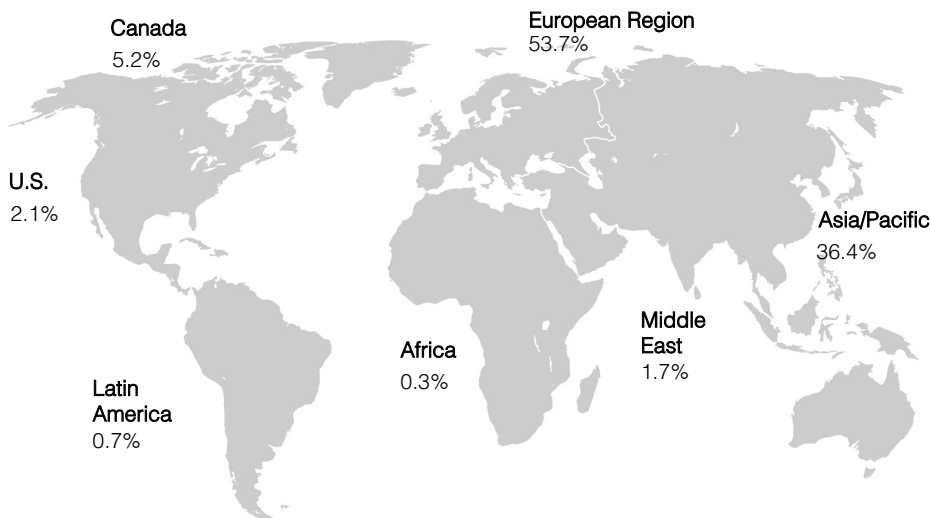 Canada
5.2%
European Region
53.7%
U.S.
2.1%
Asia/Pacific
36.4%
Middle
East
1.7%
Africa
0.3%
Latin
America
0.7%